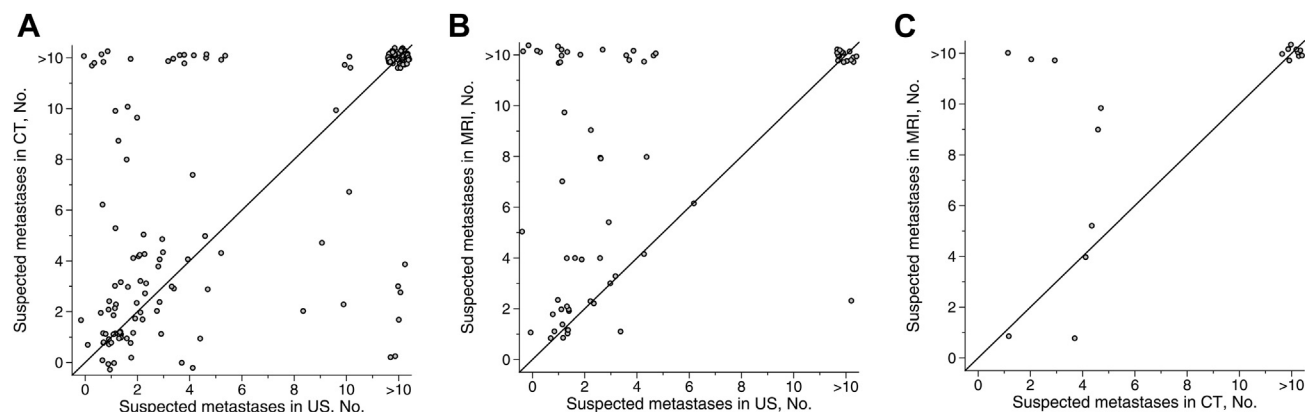 A
Suspected metastases in CT, No.
>10
10
8
6
4
2
0
0 2 4 6 8 10 >10
Suspected metastases in US, No.
B
Suspected metastases in MRI, No.
>10
10
8
6
4
2
0
0 2 4 6 8 10 >10
Suspected metastases in US, No.
C
Suspected metastases in MRI, No.
>10
10
8
6
4
2
0
0 2 4 6 8 10 >10
Suspected metastases in CT, No.